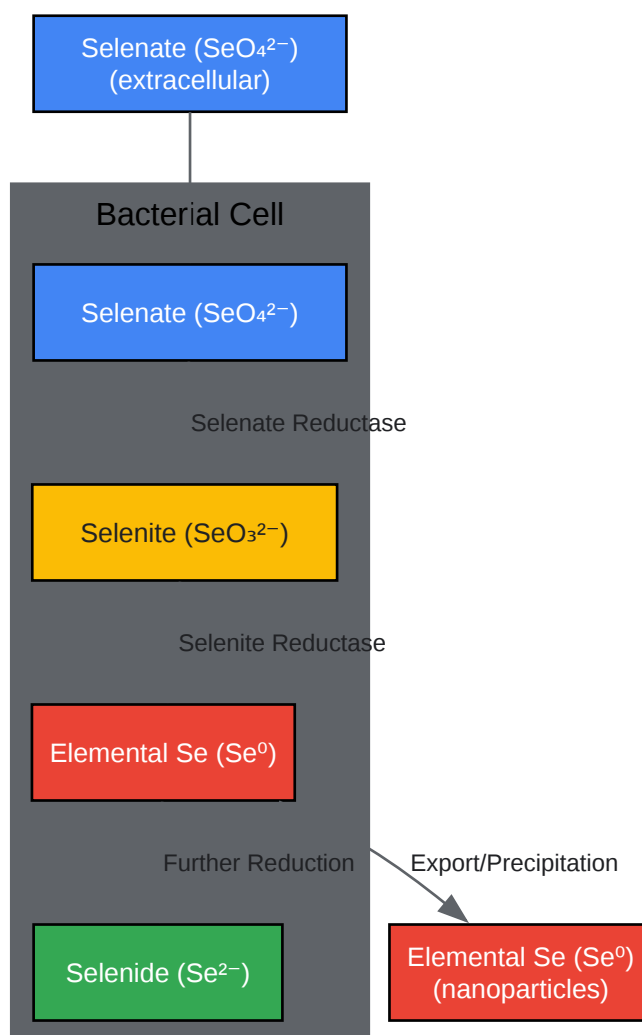 Selenate (SeO₄²⁻)
(extracellular)
Bacterial Cell
Selenate (SeO₄²⁻)
Selenate Reductase
Selenite (SeO₃²⁻)
Selenite Reductase
Elemental Se (Se⁰)
Further Reduction
Export/Precipitation
Selenide (Se²⁻)
Elemental Se (Se⁰)
(nanoparticles)